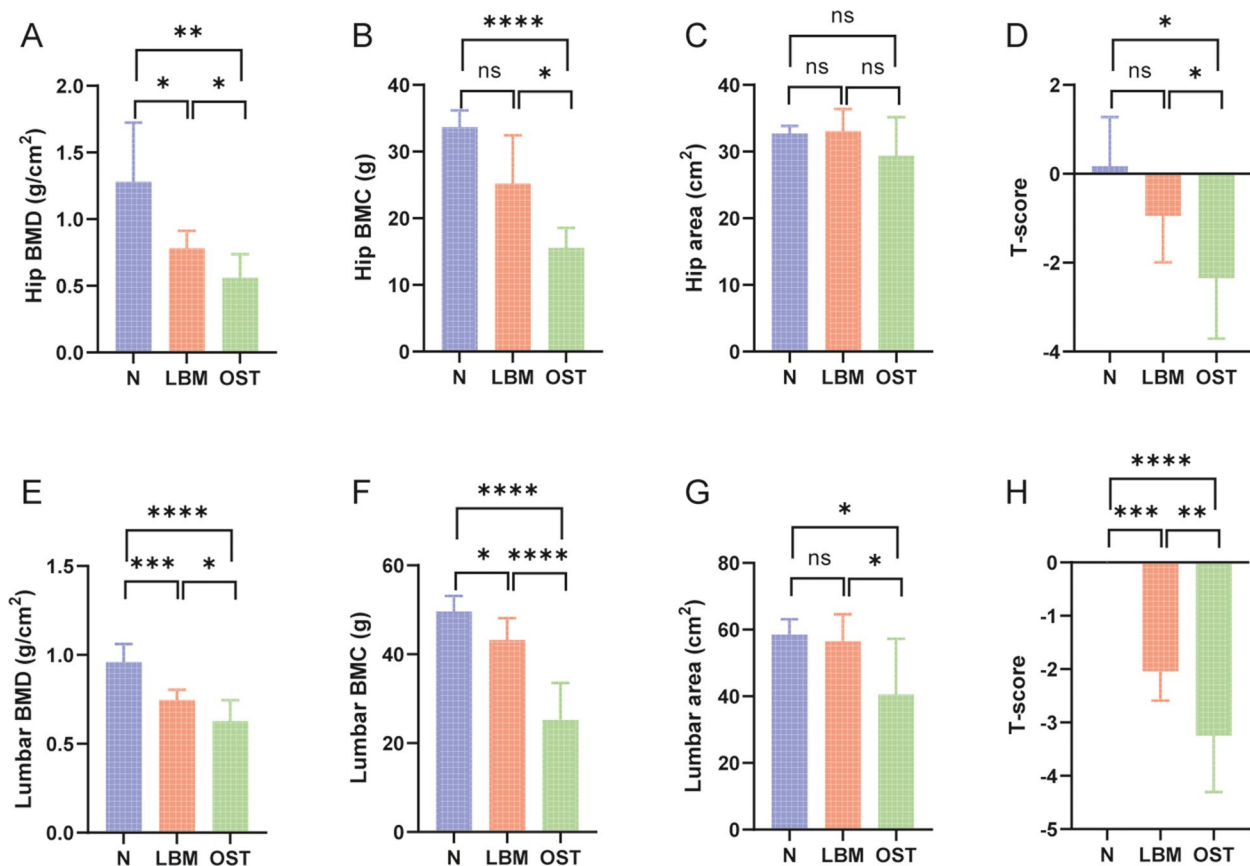 A
**
* *
Hip BMD (g/cm²)
2.0
1.5
1.0
0.5
0.0
N LBM OST
B
****
ns *
Hip BMC (g)
40
30
20
10
0
N LBM OST
C
ns
ns ns
Hip area (cm²)
40
30
20
10
0
N LBM OST
D
*
ns *
T-score
2
0
-2
-4
N LBM OST
E
****
*** *
Lumbar BMD (g/cm²)
1.5
1.0
0.5
0.0
N LBM OST
F
****
* ****
Lumbar BMC (g)
60
40
20
0
N LBM OST
G
*
ns *
Lumbar area (cm²)
80
60
40
20
0
N LBM OST
H
****
*** **
T-score
0
-1
-2
-3
-4
-5
N LBM OST